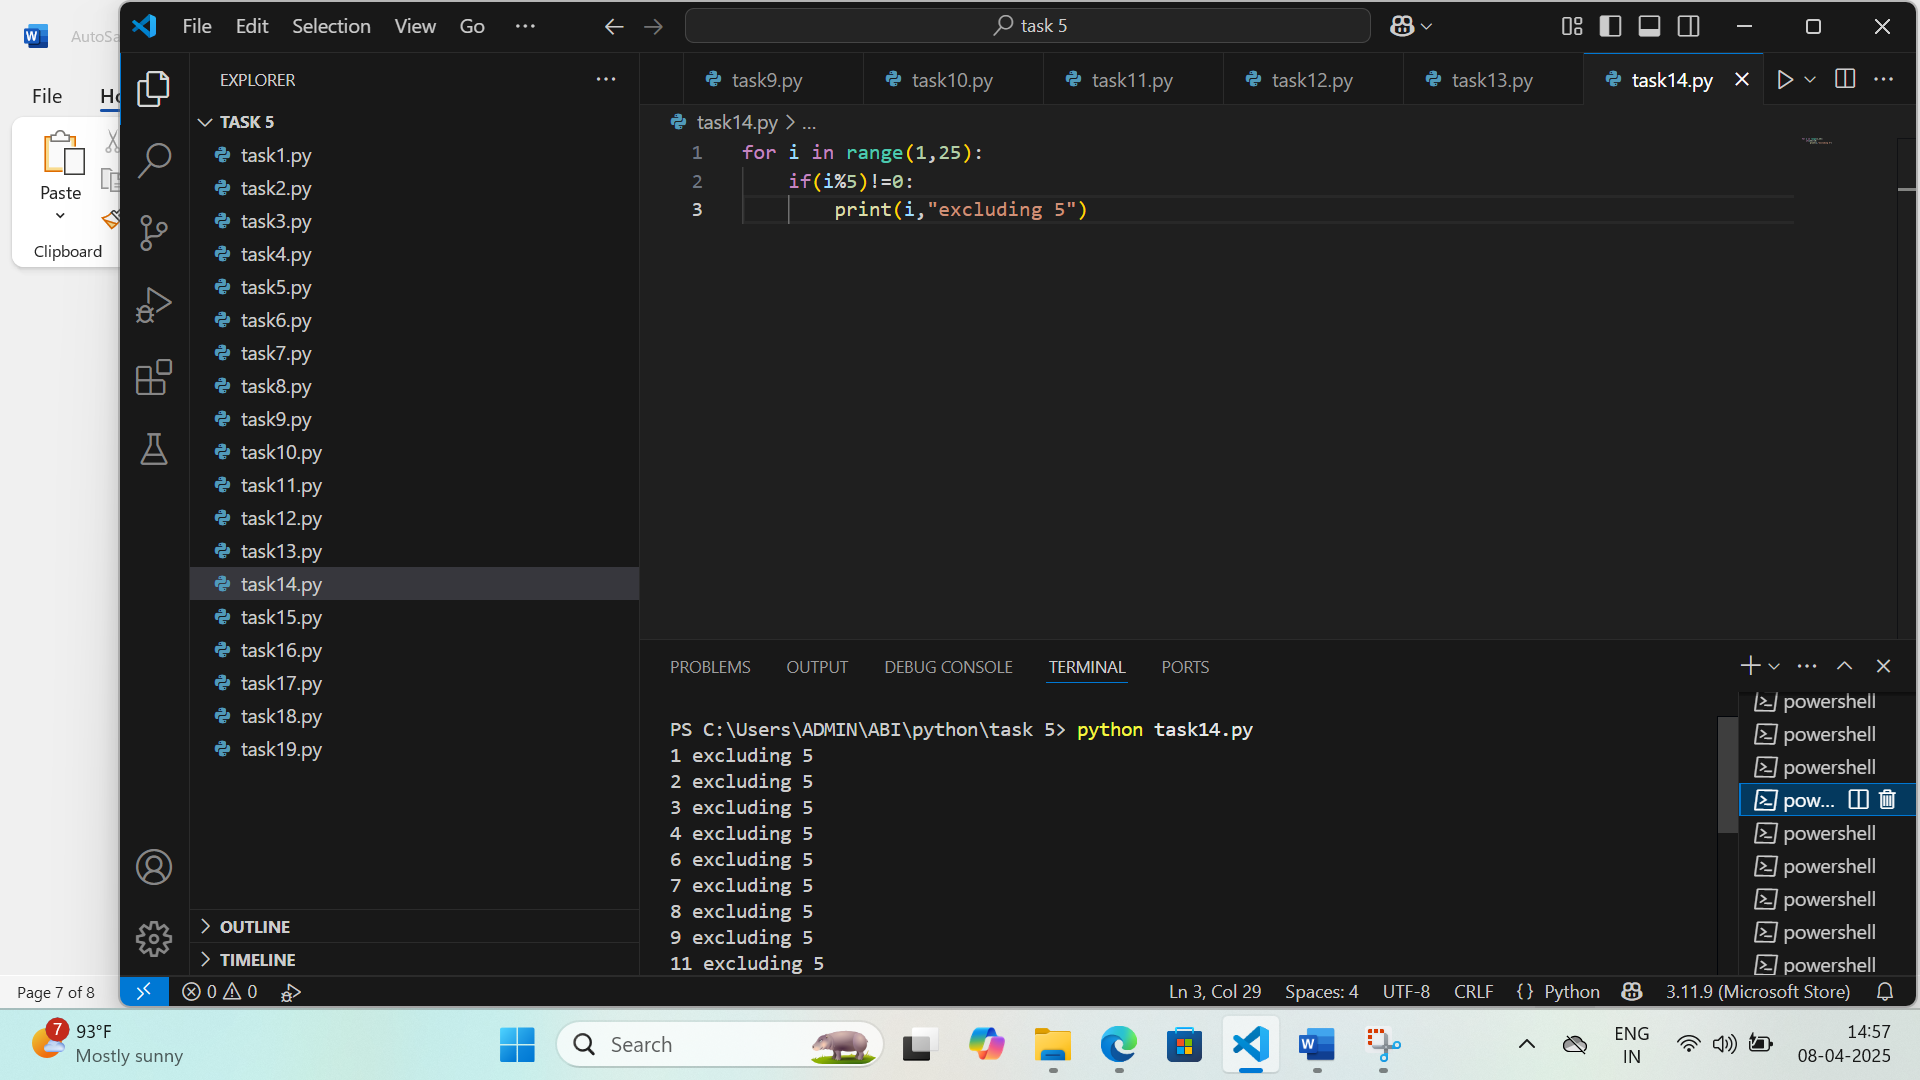 AutoSa
File
Ho
Paste
Clipboard
Page 7 of 8
File Edit Selection View Go ...
task 5
EXPLORER
TASK 5
task1.py
task2.py
task3.py
task4.py
task5.py
task6.py
task7.py
task8.py
task9.py
task10.py
task11.py
task12.py
task13.py
task14.py
task15.py
task16.py
task17.py
task18.py
task19.py
OUTLINE
TIMELINE
task9.py task10.py task11.py task12.py task13.py task14.py
task14.py > ...
1 for i in range(1,25):
2 if(i%5)!=0:
3 print(i,"excluding 5")
PROBLEMS OUTPUT DEBUG CONSOLE TERMINAL PORTS
PS C:\Users\ADMIN\ABI\python\task 5> python task14.py
1 excluding 5
2 excluding 5
3 excluding 5
4 excluding 5
6 excluding 5
7 excluding 5
8 excluding 5
9 excluding 5
11 excluding 5
powershell
powershell
powershell
pow...
powershell
powershell
powershell
powershell
powershell
0 0
Ln 3, Col 29 Spaces: 4 UTF-8 CRLF {} Python 3.11.9 (Microsoft Store)
7
93°F
Mostly sunny
Search
ENG
IN
14:57
08-04-2025